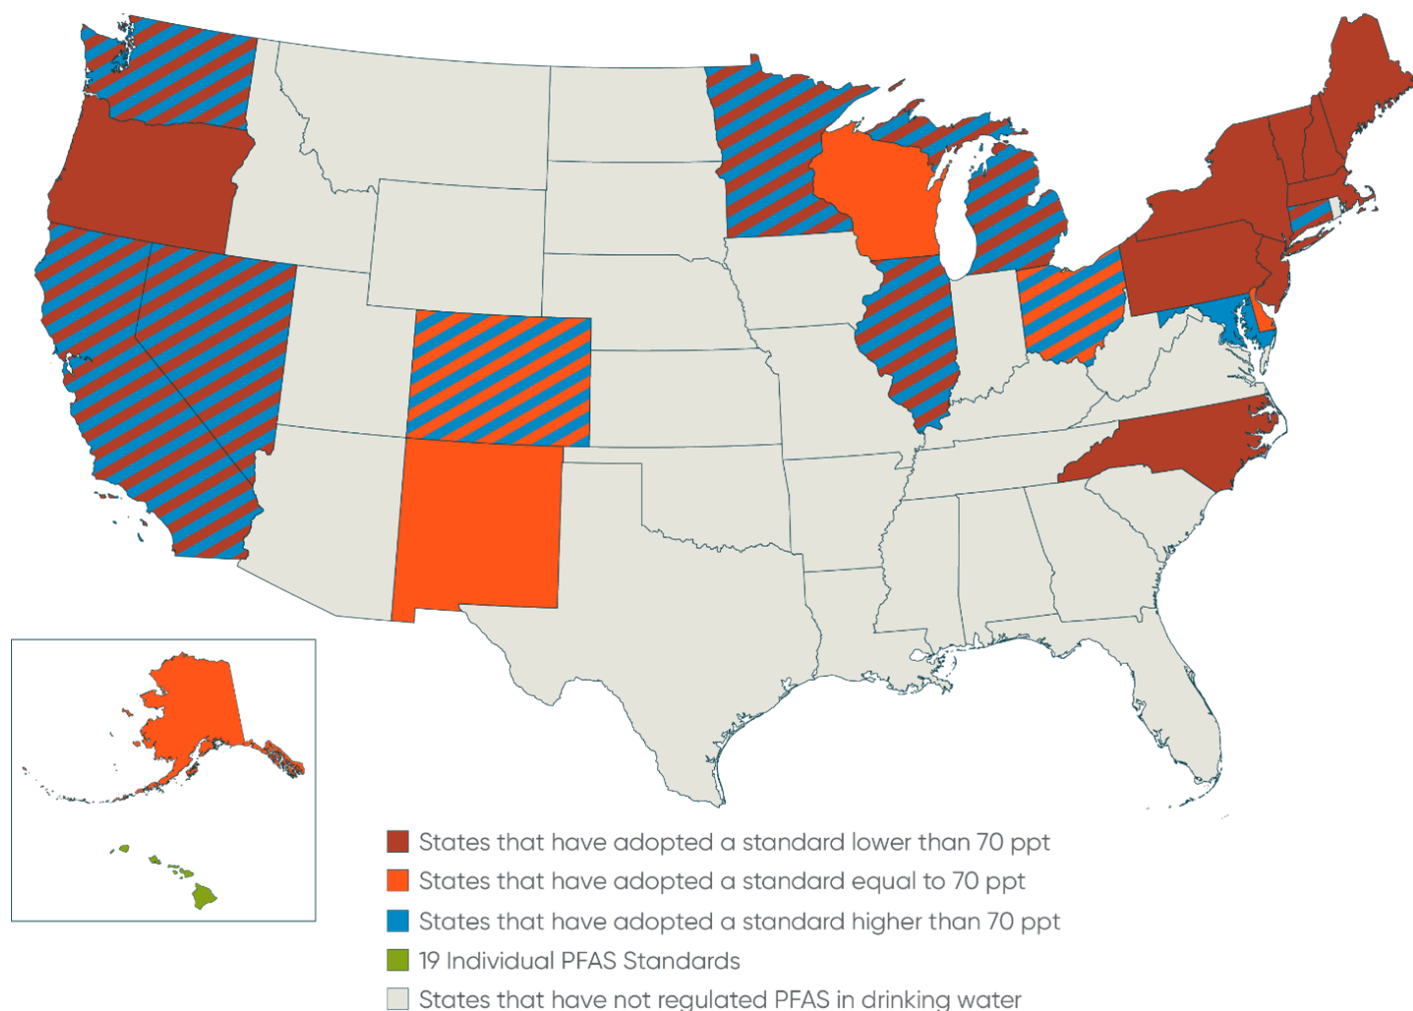 States that have adopted a standard lower than 70 ppt
States that have adopted a standard equal to 70 ppt
States that have adopted a standard higher than 70 ppt
19 Individual PFAS Standards
States that have not regulated PFAS in drinking water